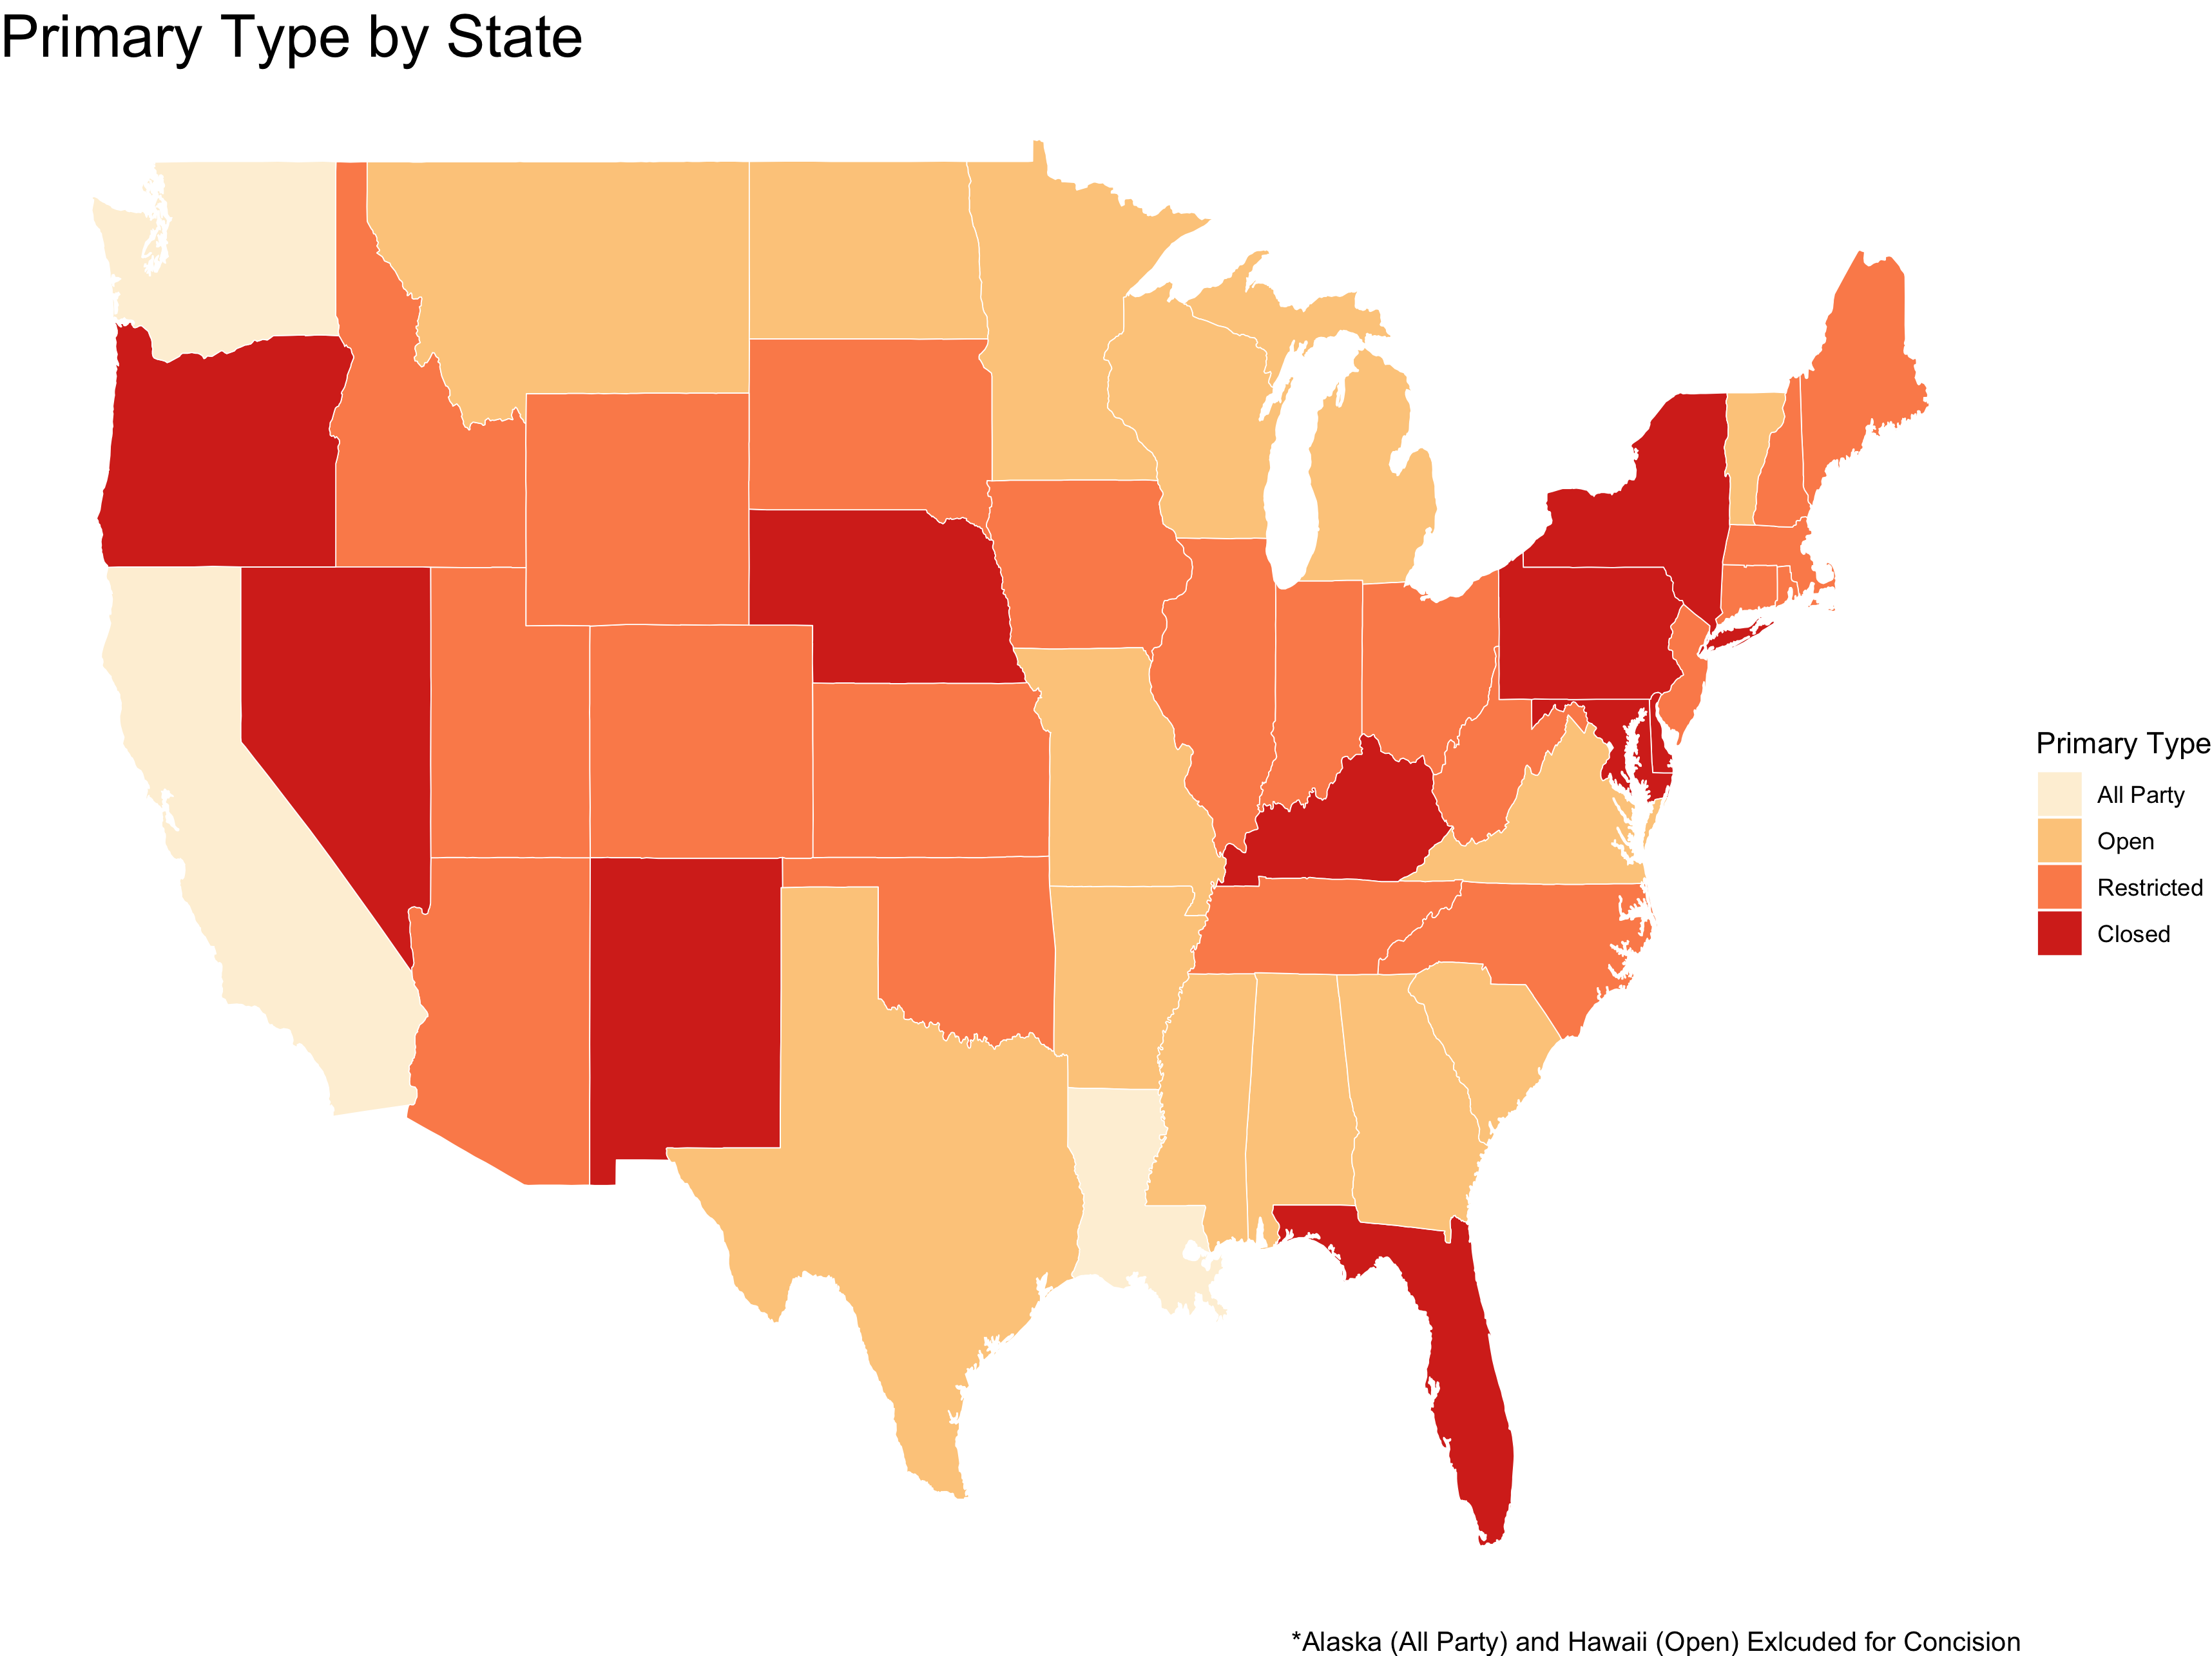 Primary Type by State
Primary Type
All Party
Open
Restricted
Closed
*Alaska (All Party) and Hawaii (Open) Exlcuded for Concision